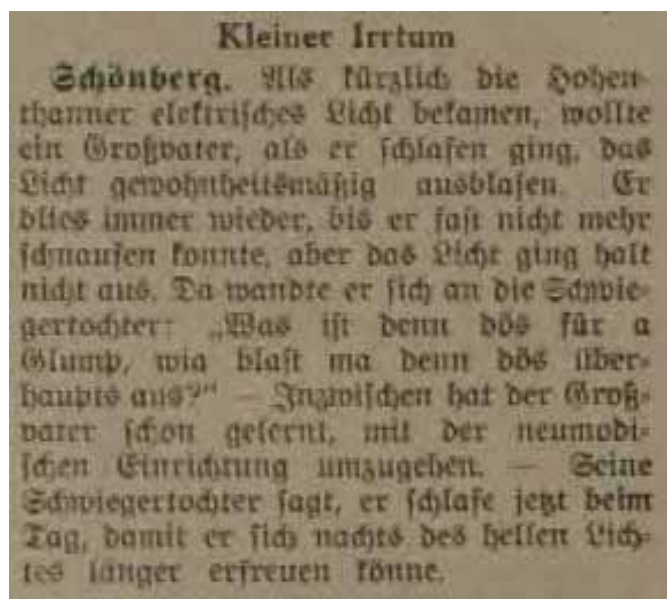 Kleiner Irrtum
Schönberg. Als kürzlich die Hohen-
thanner elektrisches Licht bekamen, wollte
ein Großvater, als er schlafen ging, das
Licht gewohnheitsmäßig ausblasen. Er
blies immer wieder, bis er fast nicht mehr
schnaufen konnte, aber das Licht ging halt
nicht aus. Da wandte er sich an die Schwie-
gertochter: „Was ist denn dös für a
Glump, wia blast ma denn dös über-
haupts aus?“ — Inzwischen hat der Groß-
vater schon gelernt, mit der neumodi-
schen Einrichtung umzugehen. — Seine
Schwiegertochter sagt, er schlafe jetzt beim
Tag, damit er sich nachts des hellen Lich-
tes länger erfreuen könne.